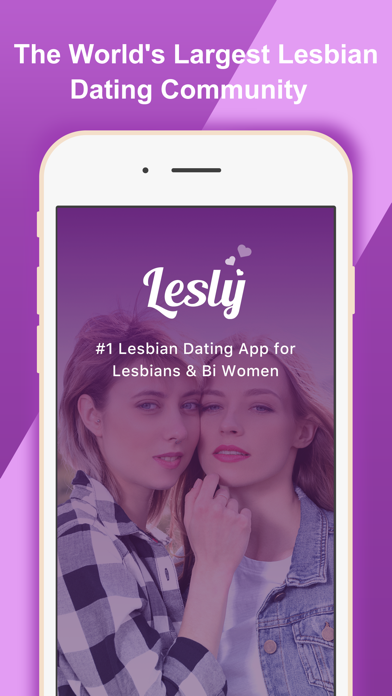 The World's Largest Lesbian
Dating Community
Lesly
#1 Lesbian Dating App for
Lesbians & Bi Women